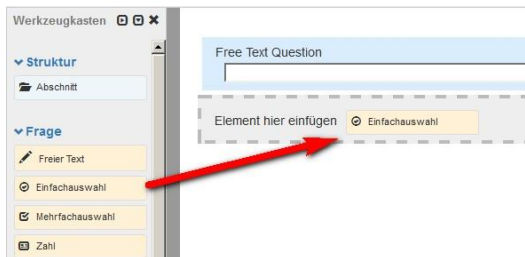 Werkzeugkasten
Struktur
Abschnitt
Frage
Freier Text
Einfachauswahl
Mehrfachauswahl
Zahl
Free Text Question
Element hier einfügen
Einfachauswahl